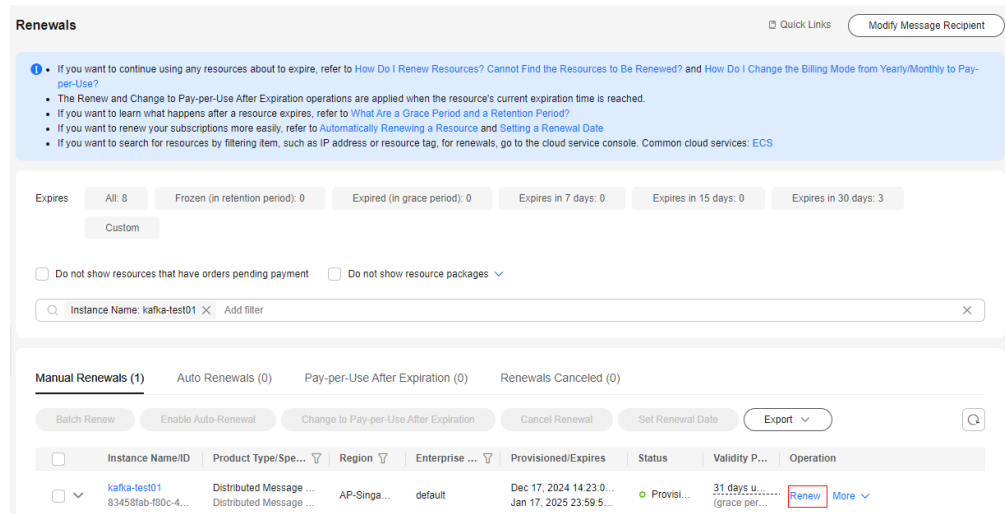 Renewals
Quick Links
Modify Message Recipient
• If you want to continue using any resources about to expire, refer to How Do I Renew Resources? Cannot Find the Resources to Be Renewed? and How Do I Change the Billing Mode from Yearly/Monthly to Pay-
per-Use?
• The Renew and Change to Pay-per-Use After Expiration operations are applied when the resource's current expiration time is reached.
• If you want to learn what happens after a resource expires, refer to What Are a Grace Period and a Retention Period?
• If you want to renew your subscriptions more easily, refer to Automatically Renewing a Resource and Setting a Renewal Date
• If you want to search for resources by filtering item, such as IP address or resource tag, for renewals, go to the cloud service console. Common cloud services: ECS
Expires All: 8 Frozen (in retention period): 0 Expired (in grace period): 0 Expires in 7 days: 0 Expires in 15 days: 0 Expires in 30 days: 3
Custom
Do not show resources that have orders pending payment Do not show resource packages
Instance Name: kafka-test01 Add filter
Manual Renewals (1) Auto Renewals (0) Pay-per-Use After Expiration (0) Renewals Canceled (0)
Batch Renew Enable Auto-Renewal Change to Pay-per-Use After Expiration Cancel Renewal Set Renewal Date Export
Instance Name/ID Product Type/Spe... Region Enterprise ... Provisioned/Expires Status Validity P... Operation
kafka-test01 Distributed Message ... AP-Singa... default Dec 17, 2024 14:23:0... Provisi... 31 days u... Renew More
83458fab-f80c-4... Distributed Message ... Jan 17, 2025 23:59:5... (grace per...